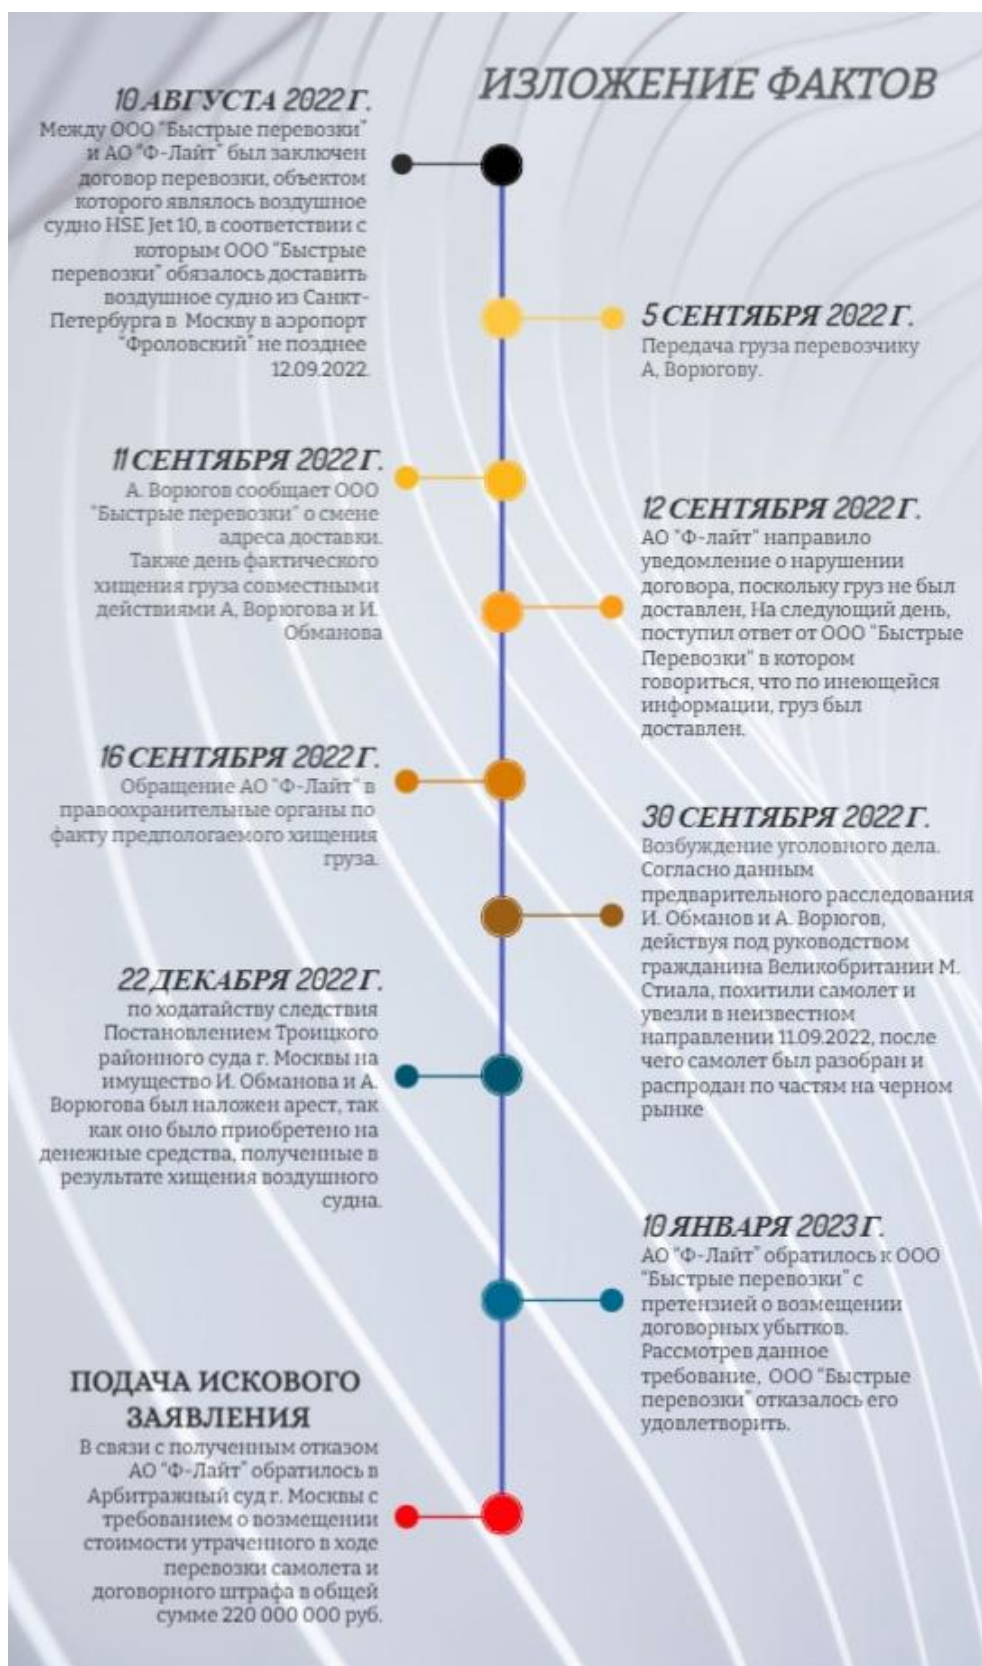 ИЗЛОЖЕНИЕ ФАКТОВ
10 АВГУСТА 2022 Г.
Между ООО "Быстрые перевозки"
и АО "Ф-Лайт" был заключен
договор перевозки, объектом
которого являлось воздушное
судно HSE Jet 10, в соответствии с
которым ООО "Быстрые
перевозки" обязалось доставить
воздушное судно из Санкт-
Петербурга в Москву в аэропорт
"Фроловский" не позднее
12.09.2022.
5 СЕНТЯБРЯ 2022 Г.
Передача груза перевозчику
А, Ворюгову.
11 СЕНТЯБРЯ 2022 Г.
А. Ворюгов сообщает ООО
"Быстрые перевозки" о смене
адреса доставки.
Также день фактического
хищения груза совместными
действиями А, Ворюгова и И.
Обманова
12 СЕНТЯБРЯ 2022 Г.
АО "Ф-лайт" направило
уведомление о нарушении
договора, поскольку груз не был
доставлен, На следующий день,
поступил ответ от ООО "Быстрые
Перевозки" в котором
говориться, что по инеющейся
информации, груз был
доставлен.
16 СЕНТЯБРЯ 2022 Г.
Обращение АО "Ф-Лайт" в
правоохранительные органы по
факту предпологаемого хищения
груза.
30 СЕНТЯБРЯ 2022 Г.
Возбуждение уголовного дела.
Согласно данным
предварительного расследования
И. Обманов и А. Ворюгов,
действуя под руководством
гражданина Великобритании М.
Стиала, похитили самолет и
увезли в неизвестном
направлении 11.09.2022, после
чего самолет был разобран и
распродан по частям на черном
рынке
22 ДЕКАБРЯ 2022 Г.
по ходатайству следствия
Постановлением Троицкого
районного суда г. Москвы на
имущество И. Обманова и А.
Ворюгова был наложен арест, так
как оно было приобретено на
денежные средства, полученные в
результате хищения воздушного
судна.
10 ЯНВАРЯ 2023 Г.
АО "Ф-Лайт" обратилось к ООО
"Быстрые перевозки" с
претензией о возмещении
договорных убытков.
Рассмотрев данное
требование, ООО "Быстрые
перевозки" отказалось его
удовлетворить.
ПОДАЧА ИСКОВОГО
ЗАЯВЛЕНИЯ
В связи с полученным отказом
АО "Ф-Лайт" обратилось в
Арбитражный суд г. Москвы с
требованием о возмещении
стоимости утраченного в ходе
перевозки самолета и
договорного штрафа в общей
сумме 220 000 000 руб.